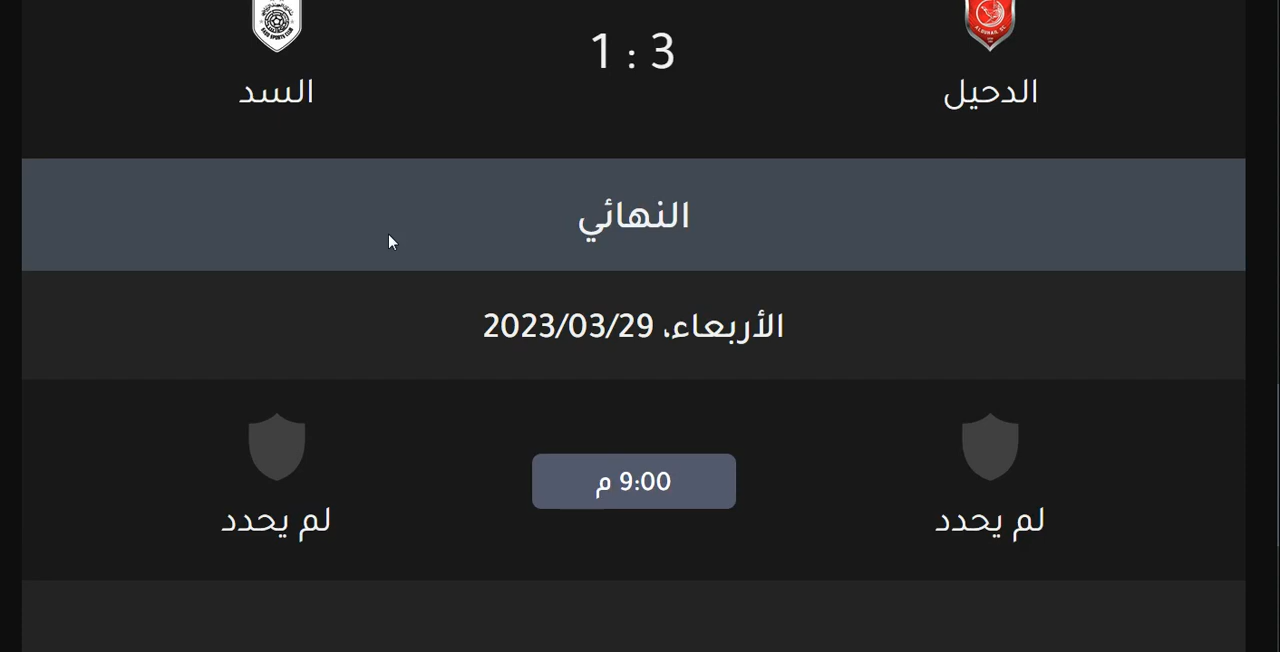 الدحيل
3 : 1
السد
النهائي
الأربعاء، 2023/03/29
9:00 م
لم يحدد
لم يحدد